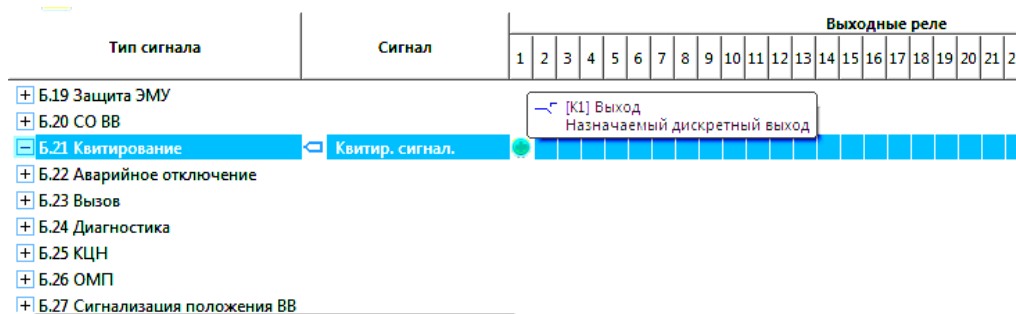 Выходные реле
Тип сигнала Сигнал 1 2 3 4 5 6 7 8 9 10 11 12 13 14 15 16 17 18 19 20 21 2
Б.19 Защита ЭМУ
[K1] Выход
Назначаемый дискретный выход
Б.20 СО ВВ
Б.21 Квитирование Квитир. сигнал.
Б.22 Аварийное отключение
Б.23 Вызов
Б.24 Диагностика
Б.25 КЦН
Б.26 ОМП
Б.27 Сигнализация положения ВВ